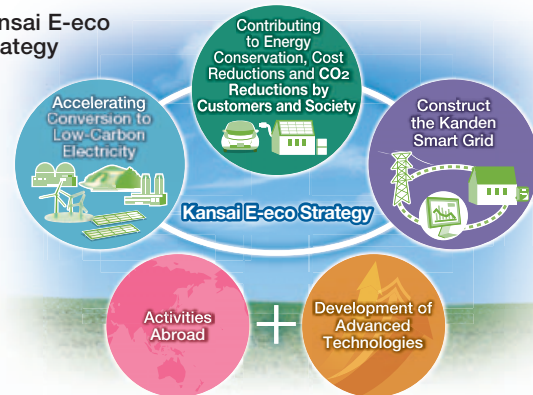 nsai E-eco
ategy
Contributing
to Energy
Conservation, Cost
Reductions and CO2
Reductions by
Customers and Society
Accelerating
Conversion to
Low-Carbon
Electricity
Construct
the Kanden
Smart Grid
Kansai E-eco Strategy
Activities
Abroad
+
Development of
Advanced
Technologies